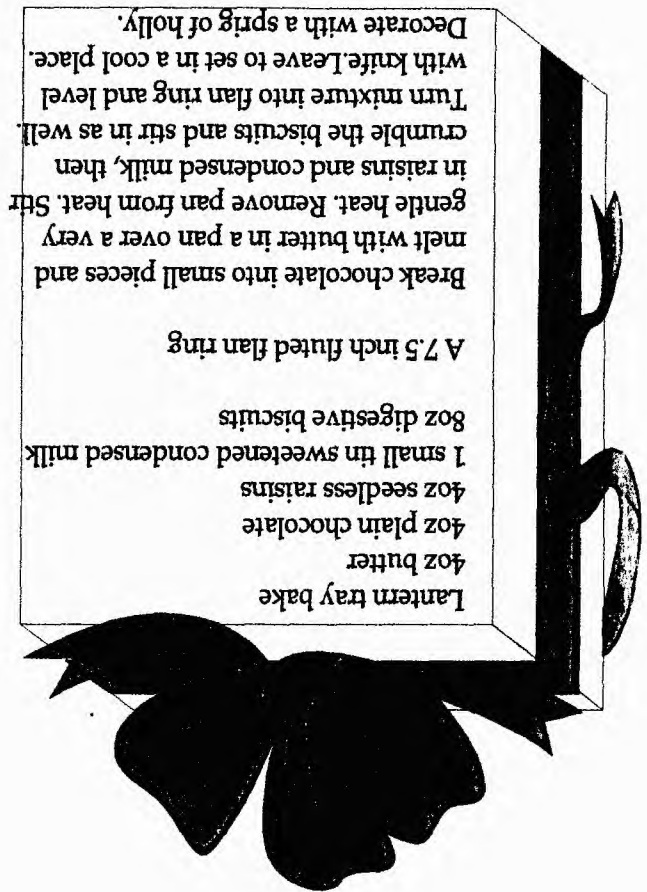 Lantern tray bake
4oz butter
4oz plain chocolate
4oz seedless raisins
1 small tin sweetened condensed milk
8oz digestive biscuits
A 7.5 inch fluted flan ring
Break chocolate into small pieces and
melt with butter in a pan over a very
gentle heat. Remove pan from heat. Stir
in raisins and condensed milk, then
crumble the biscuits and stir in as well.
Turn mixture into flan ring and level
with knife.Leave to set in a cool place.
Decorate with a sprig of holly.